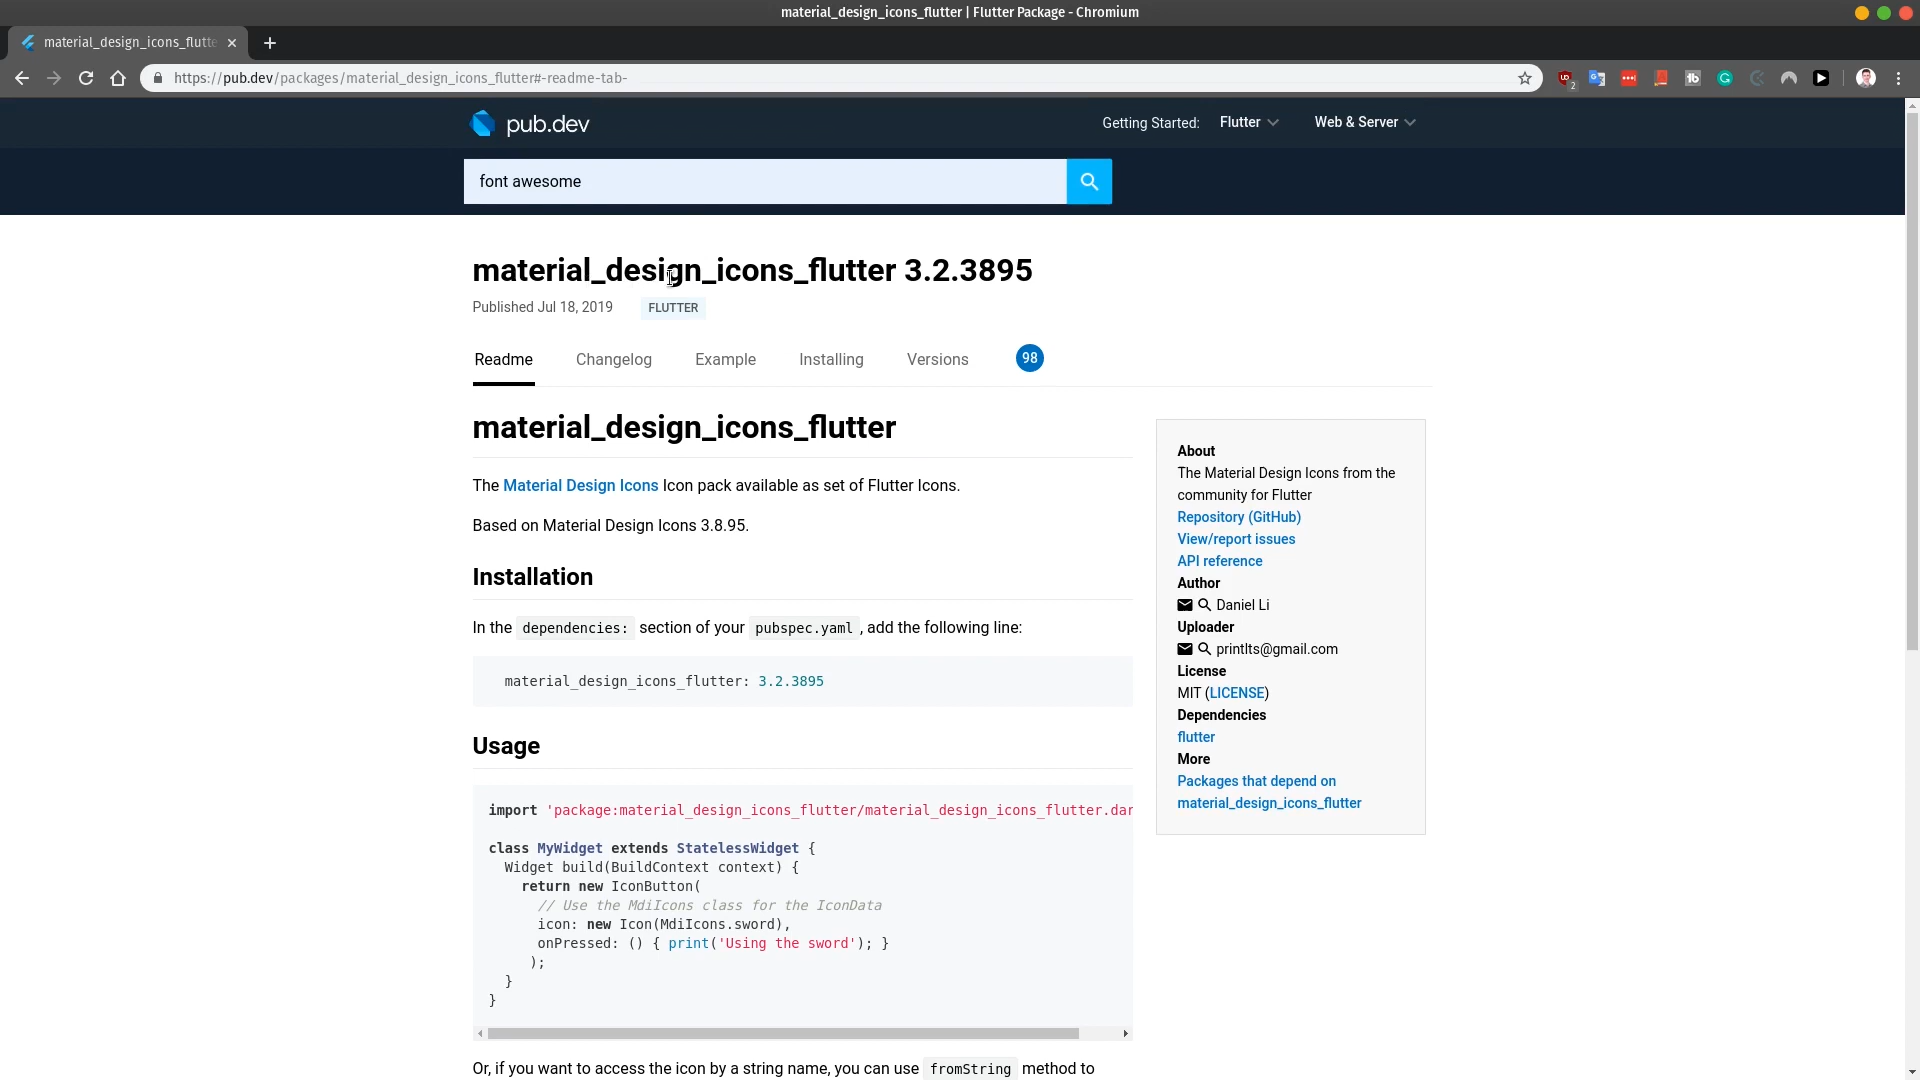 material_design_icons_flutter | Flutter Package - Chromium
material_design_icons_flutte
https://pub.dev/packages/material_design_icons_flutter#-readme-tab-
2
pub.dev
Getting Started: Flutter Web & Server
font awesome
material_design_icons_flutter 3.2.3895
Published Jul 18, 2019 FLUTTER
Readme Changelog Example Installing Versions 98
material_design_icons_flutter
The Material Design Icons Icon pack available as set of Flutter Icons.
Based on Material Design Icons 3.8.95.
Installation
In the dependencies: section of your pubspec.yaml , add the following line:
material_design_icons_flutter: 3.2.3895
Usage
import 'package:material_design_icons_flutter/material_design_icons_flutter.dar
class MyWidget extends StatelessWidget {
Widget build(BuildContext context) {
return new IconButton(
// Use the MdiIcons class for the IconData
icon: new Icon(MdiIcons.sword),
onPressed: () { print('Using the sword'); }
);
}
}
Or, if you want to access the icon by a string name, you can use fromString method to
About
The Material Design Icons from the
community for Flutter
Repository (GitHub)
View/report issues
API reference
Author
Daniel Li
Uploader
printlts@gmail.com
License
MIT (LICENSE)
Dependencies
flutter
More
Packages that depend on
material_design_icons_flutter